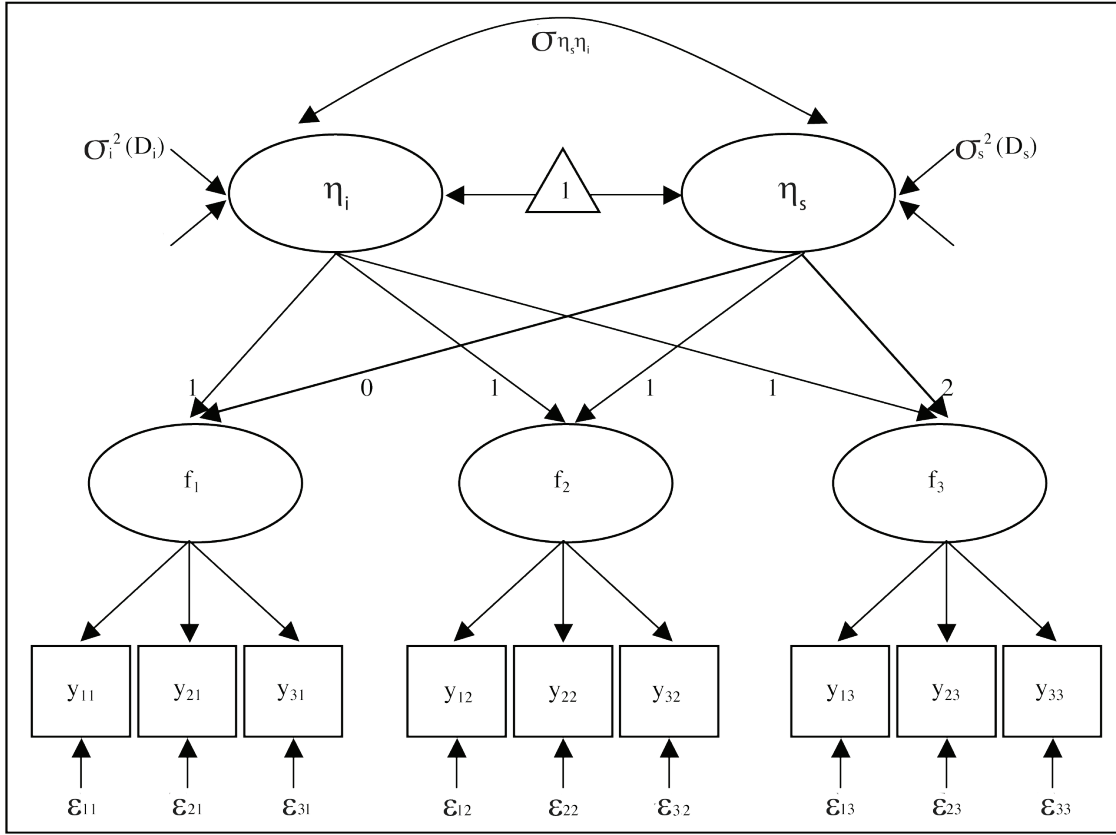 σηₛηᵢ
σᵢ² (Dᵢ) ηᵢ 1 ηₛ σₛ² (Dₛ)
1 0 1 1 1 2
f₁ f₂ f₃
y₁₁ y₂₁ y₃₁ y₁₂ y₂₂ y₃₂ y₁₃ y₂₃ y₃₃
ε₁₁ ε₂₁ ε₃₁ ε₁₂ ε₂₂ ε₃₂ ε₁₃ ε₂₃ ε₃₃